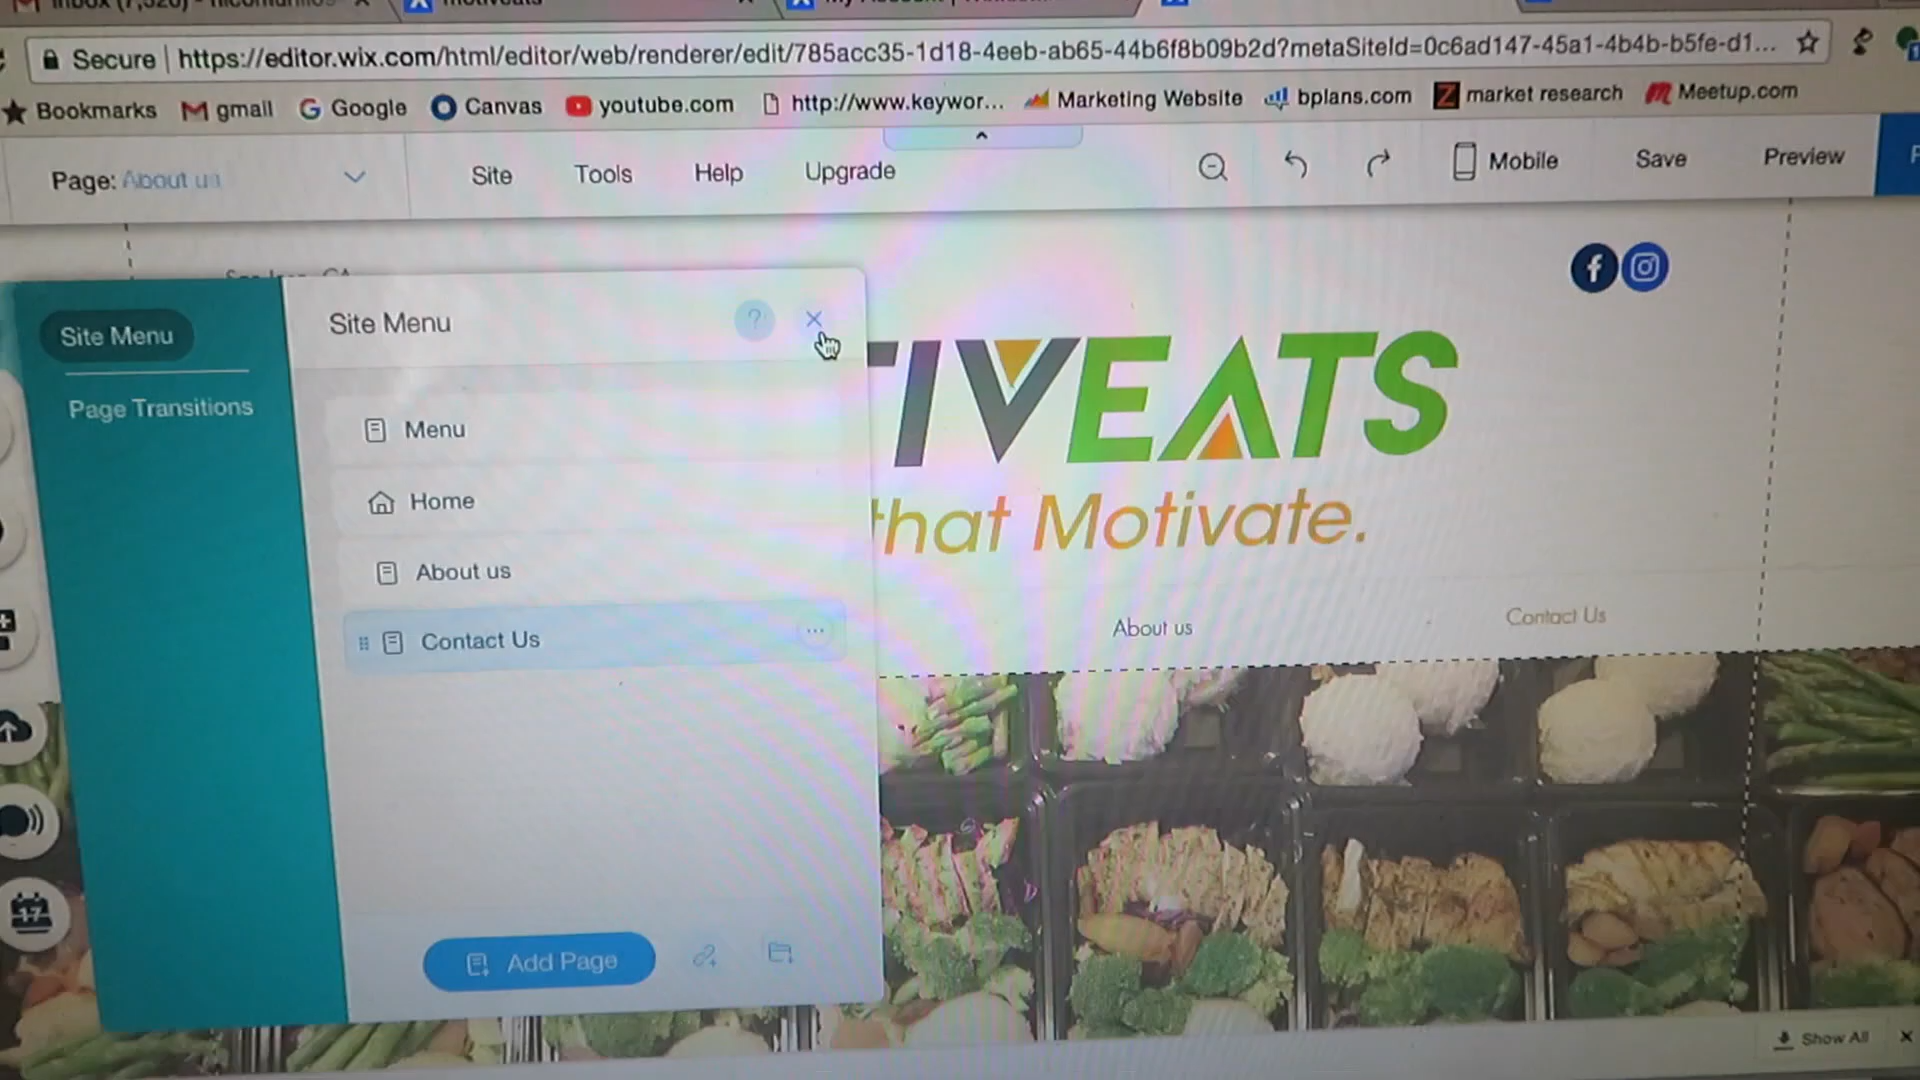 Secure | https://editor.wix.com/html/editor/web/renderer/edit/785acc35-1d18-4eeb-ab65-44b6f8b09b2d?metaSiteId=0c6ad147-45a1-4b4b-b5fe-d1...
Bookmarks gmail Google Canvas youtube.com http://www.keywor... Marketing Website bplans.com market research Meetup.com
Page: About us Site Tools Help Upgrade Mobile Save Preview
Site Menu
Page Transitions
Site Menu ?
Menu
Home
About us
Contact Us
Add Page
TIVEATS
that Motivate.
About us Contact Us
17
Show All